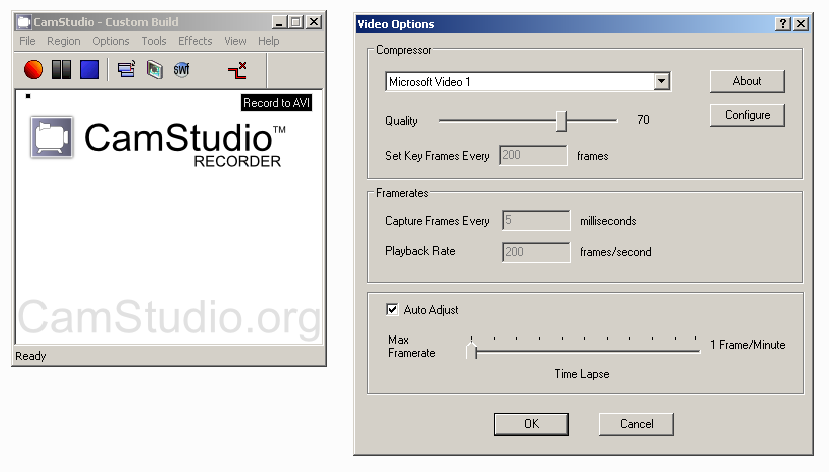 CamStudio - Custom Build
File Region Options Tools Effects View Help
SWF
Record to AVI
CamStudio™
RECORDER
CamStudio.org
Ready
Video Options
Compressor
Microsoft Video 1
About
Quality
70
Configure
Set Key Frames Every 200 frames
Framerates
Capture Frames Every 5 milliseconds
Playback Rate 200 frames/second
Auto Adjust
Max
Framerate
1 Frame/Minute
Time Lapse
OK
Cancel